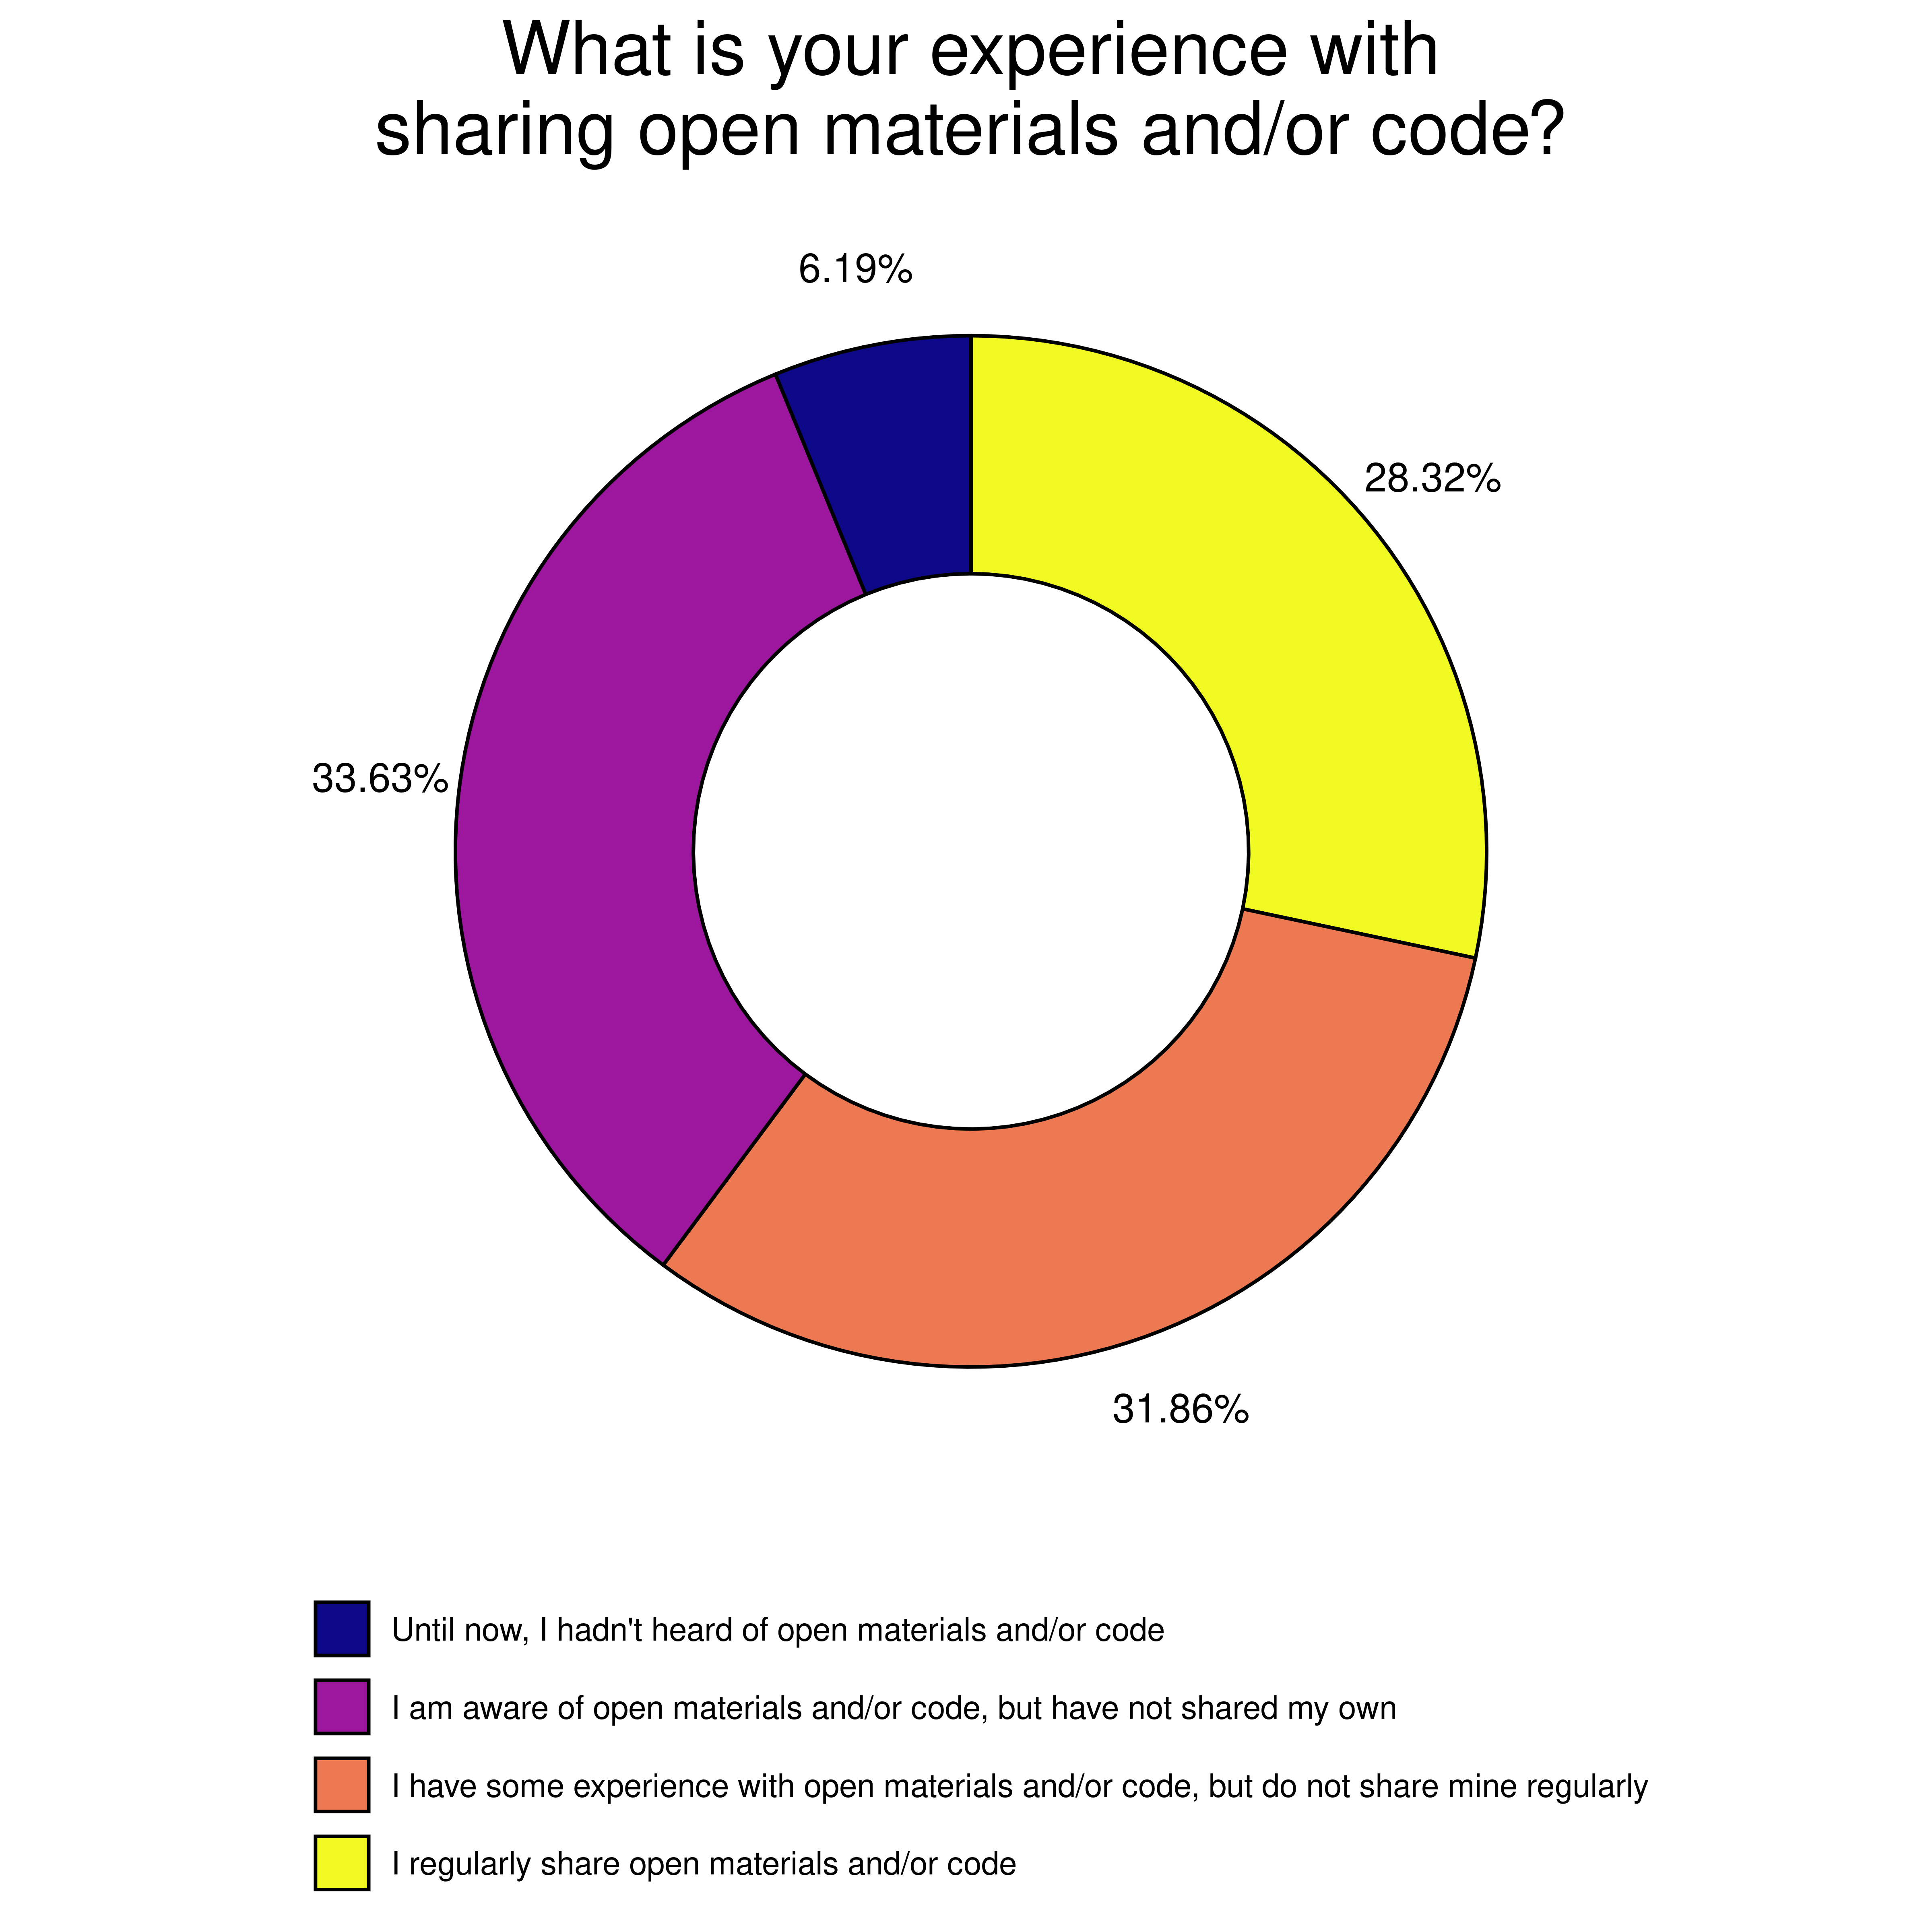 What is your experience with
sharing open materials and/or code?
6.19%
28.32%
33.63%
31.86%
Until now, I hadn't heard of open materials and/or code
I am aware of open materials and/or code, but have not shared my own
I have some experience with open materials and/or code, but do not share mine regularly
I regularly share open materials and/or code